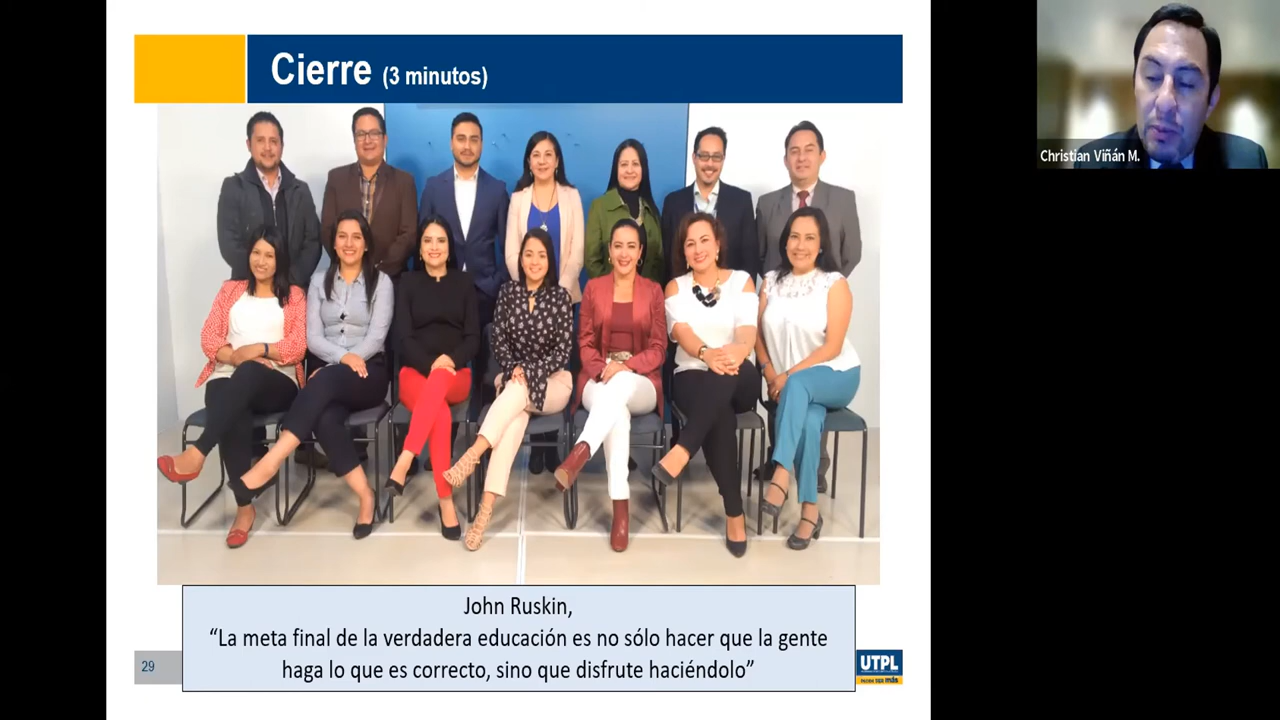 Cierre (3 minutos)
Christian Viñán M.
John Ruskin,
“La meta final de la verdadera educación es no sólo hacer que la gente
haga lo que es correcto, sino que disfrute haciéndolo”
29
UTPL